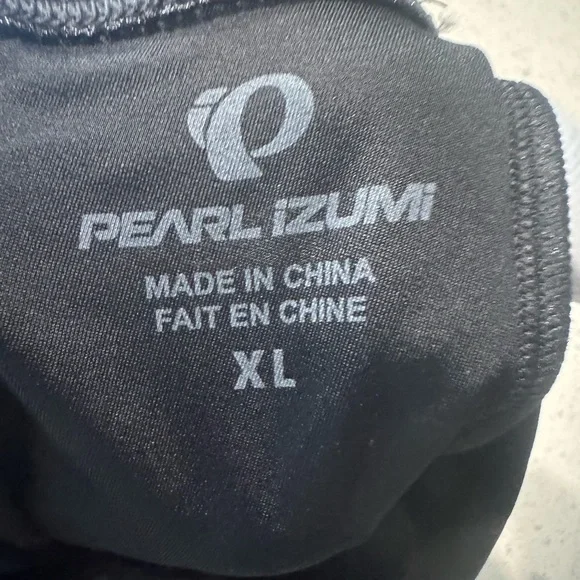 PEARL iZUMi
MADE IN CHINA
FAIT EN CHINE
XL